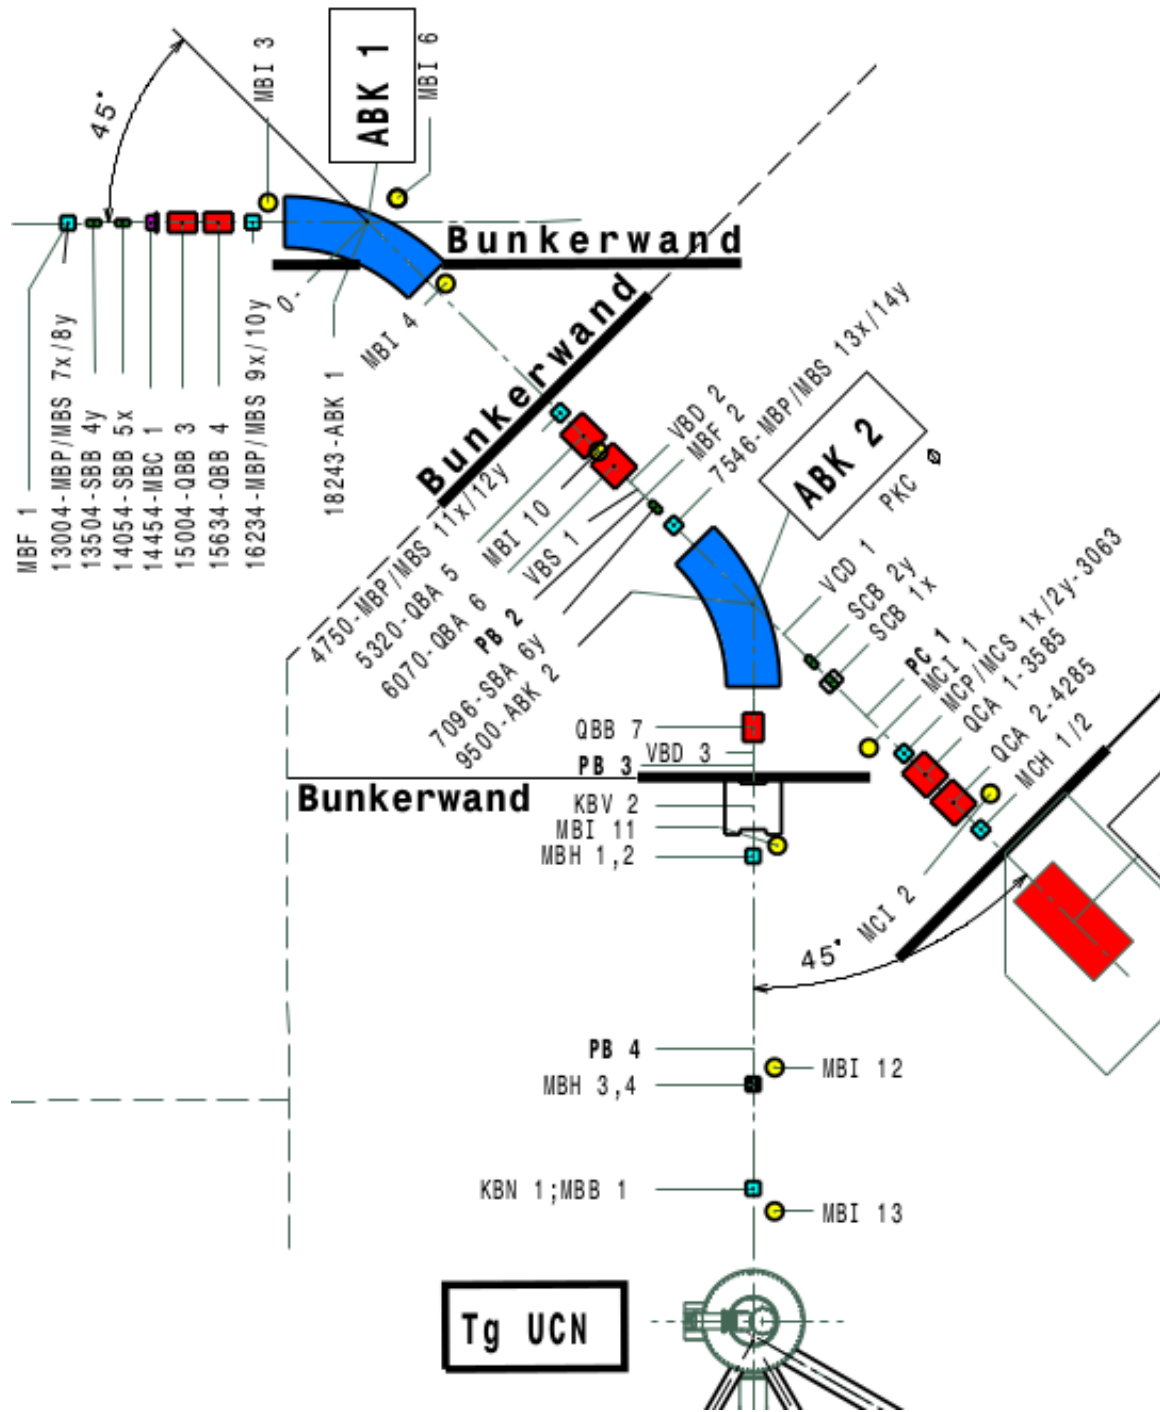 45°
MBI 3
ABK 1
MBI 6
Bunkerwand
MBF 1
13004-MBP/MBS 7x/8y
13504-SBB 4y
14054-SBB 5x
14454-MBC 1
15004-QBB 3
15634-QBB 4
16234-MBP/MBS 9x/10y
0-
18243-ABK 1
MBI 4
Bunkerwand
4750-MBP/MBS 11x/12y
5320-QBA 5
6070-QBA 6
MBI 10
VBS 1
PB 2
7096-SBA 6y
9500-ABK 2
VBD 2
MBF 2
7546-MBP/MBS 13x/14y
ABK 2
PKC
VCD 1
SCB 2y
SCB 1x
PC 1
MCI 1
MCP/MCS 1x/2y-3063
QCA 1-3585
QCA 2-4285
MCH 1/2
MCI 2
45°
QBB 7
VBD 3
PB 3
Bunkerwand
KBV 2
MBI 11
MBH 1,2
PB 4
MBI 12
MBH 3,4
KBN 1;MBB 1
MBI 13
Tg UCN